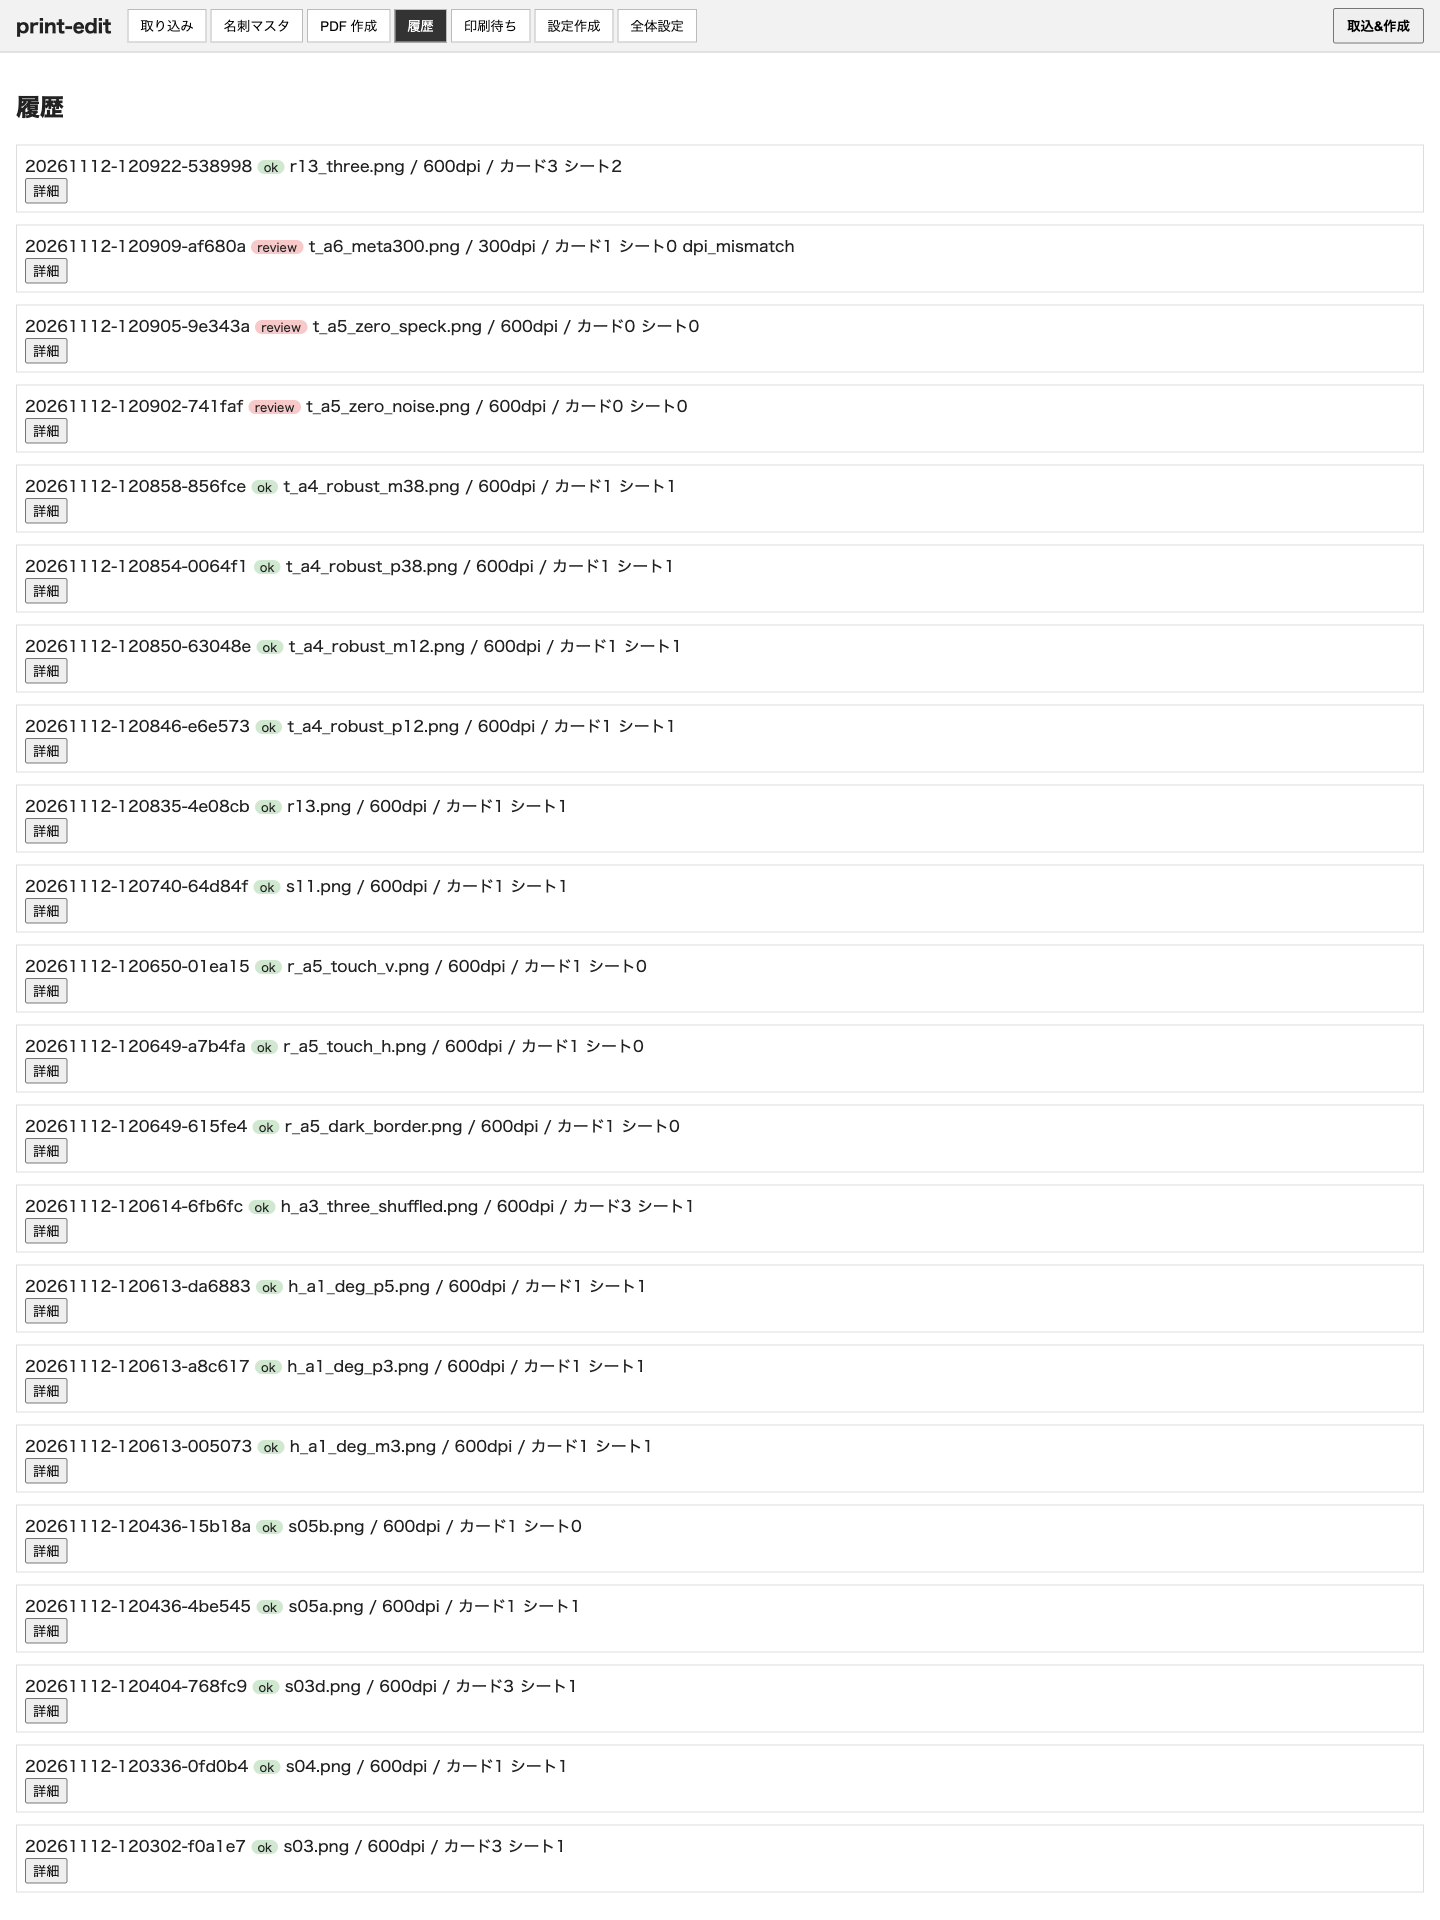 print-edit 取り込み 名刺マスタ PDF 作成 履歴 印刷待ち 設定作成 全体設定 取込&作成
履歴
20261112-120922-538998 ok r13_three.png / 600dpi / カード3 シート2
詳細
20261112-120909-af680a review t_a6_meta300.png / 300dpi / カード1 シート0 dpi_mismatch
詳細
20261112-120905-9e343a review t_a5_zero_speck.png / 600dpi / カード0 シート0
詳細
20261112-120902-741faf review t_a5_zero_noise.png / 600dpi / カード0 シート0
詳細
20261112-120858-856fce ok t_a4_robust_m38.png / 600dpi / カード1 シート1
詳細
20261112-120854-0064f1 ok t_a4_robust_p38.png / 600dpi / カード1 シート1
詳細
20261112-120850-63048e ok t_a4_robust_m12.png / 600dpi / カード1 シート1
詳細
20261112-120846-e6e573 ok t_a4_robust_p12.png / 600dpi / カード1 シート1
詳細
20261112-120835-4e08cb ok r13.png / 600dpi / カード1 シート1
詳細
20261112-120740-64d84f ok s11.png / 600dpi / カード1 シート1
詳細
20261112-120650-01ea15 ok r_a5_touch_v.png / 600dpi / カード1 シート0
詳細
20261112-120649-a7b4fa ok r_a5_touch_h.png / 600dpi / カード1 シート0
詳細
20261112-120649-615fe4 ok r_a5_dark_border.png / 600dpi / カード1 シート0
詳細
20261112-120614-6fb6fc ok h_a3_three_shuffled.png / 600dpi / カード3 シート1
詳細
20261112-120613-da6883 ok h_a1_deg_p5.png / 600dpi / カード1 シート1
詳細
20261112-120613-a8c617 ok h_a1_deg_p3.png / 600dpi / カード1 シート1
詳細
20261112-120613-005073 ok h_a1_deg_m3.png / 600dpi / カード1 シート1
詳細
20261112-120436-15b18a ok s05b.png / 600dpi / カード1 シート0
詳細
20261112-120436-4be545 ok s05a.png / 600dpi / カード1 シート1
詳細
20261112-120404-768fc9 ok s03d.png / 600dpi / カード3 シート1
詳細
20261112-120336-0fd0b4 ok s04.png / 600dpi / カード1 シート1
詳細
20261112-120302-f0a1e7 ok s03.png / 600dpi / カード3 シート1
詳細